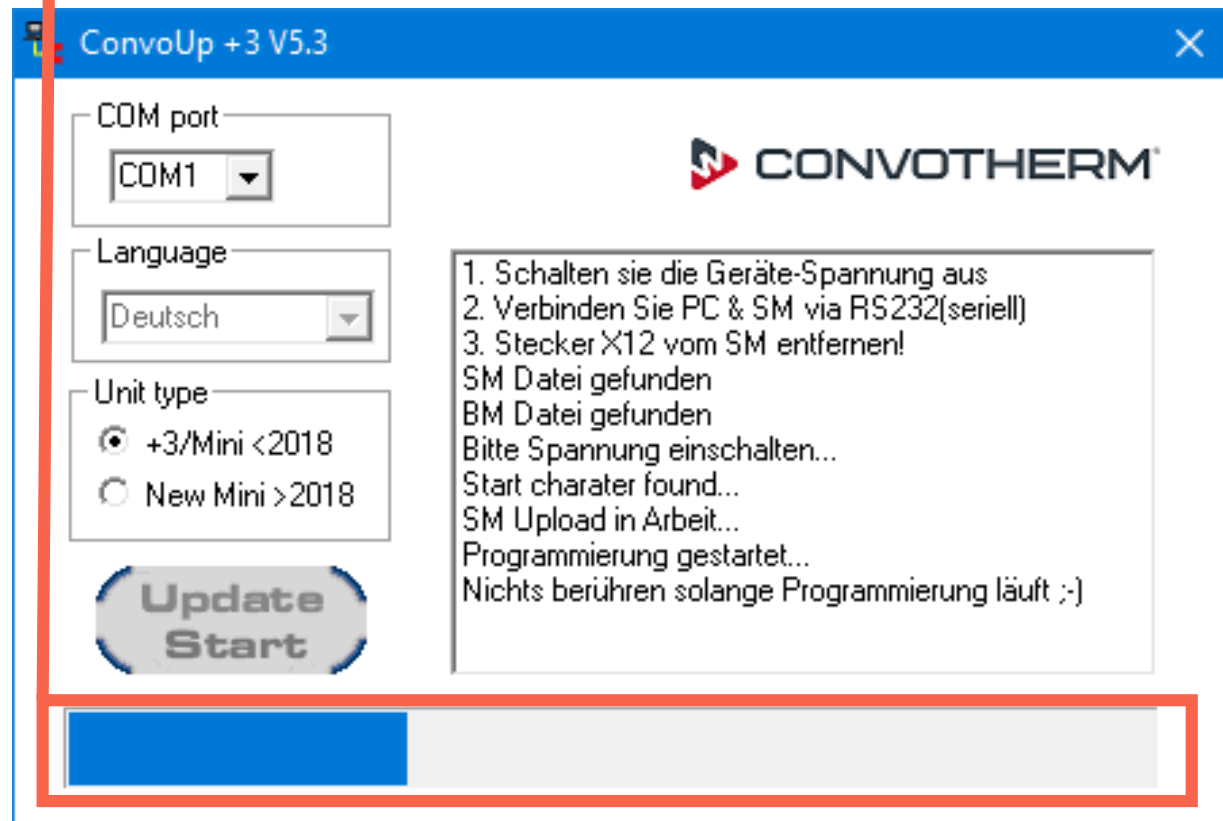 ConvoUp +3 V5.3
COM port
COM1
CONVOTHERM
Language
Deutsch
Unit type
+3/Mini <2018
New Mini >2018
Update
Start
1. Schalten sie die Geräte-Spannung aus
2. Verbinden Sie PC & SM via RS232(seriell)
3. Stecker X12 vom SM entfernen!
SM Datei gefunden
BM Datei gefunden
Bitte Spannung einschalten...
Start charater found...
SM Upload in Arbeit...
Programmierung gestartet...
Nichts berühren solange Programmierung läuft ;-)